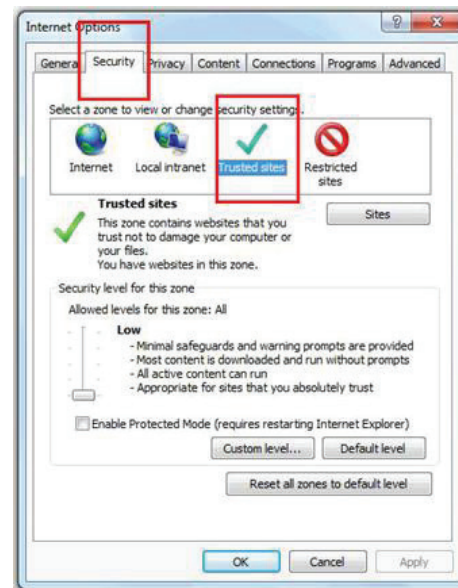 Internet Options
General Security Privacy Content Connections Programs Advanced
Select a zone to view or change security settings.
Internet Local intranet Trusted sites Restricted sites
Trusted sites
Sites
This zone contains websites that you
trust not to damage your computer or
your files.
You have websites in this zone.
Security level for this zone
Allowed levels for this zone: All
Low
- Minimal safeguards and warning prompts are provided
- Most content is downloaded and run without prompts
- All active content can run
- Appropriate for sites that you absolutely trust
Enable Protected Mode (requires restarting Internet Explorer)
Custom level... Default level
Reset all zones to default level
OK Cancel Apply